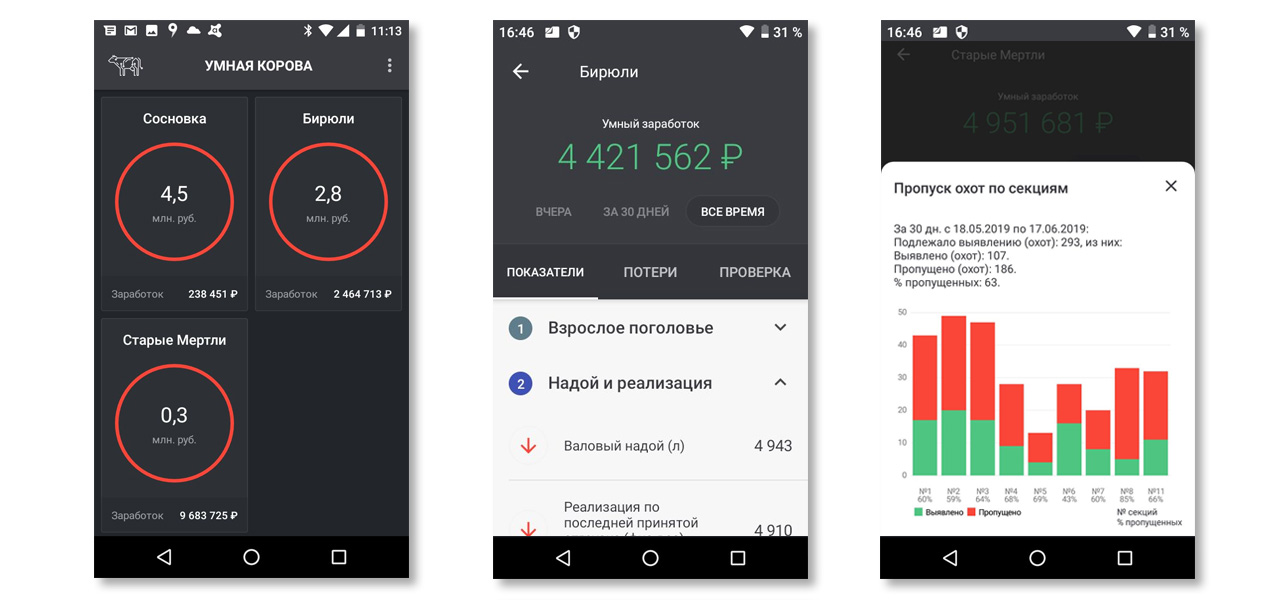 11:13
УМНАЯ КОРОВА
Сосновка
4,5
млн. руб.
Заработок 238 451 ₽
Бирюли
2,8
млн. руб.
Заработок 2 464 713 ₽
Старые Мертли
0,3
млн. руб.
Заработок 9 683 725 ₽
16:46 31 %
Бирюли
Умный заработок
4 421 562 ₽
ВЧЕРА ЗА 30 ДНЕЙ ВСЕ ВРЕМЯ
ПОКАЗАТЕЛИ ПОТЕРИ ПРОВЕРКА
1 Взрослое поголовье
2 Надой и реализация
Валовый надой (л) 4 943
Реализация по
последней принятой
4 910
16:46 31 %
Старые Мертли
Умный заработок
4 951 681 ₽
Пропуск охот по секциям
За 30 дн. с 18.05.2019 по 17.06.2019:
Подлежало выявлению (охот): 293, из них:
Выявлено (охот): 107.
Пропущено (охот): 186.
% пропущенных: 63.
50
40
30
20
10
0
№1 №2 №3 №4 №5 №6 №7 №8 №11
60% 59% 64% 68% 69% 43% 60% 85% 66%
Выявлено Пропущено
№ секций
% пропущенных